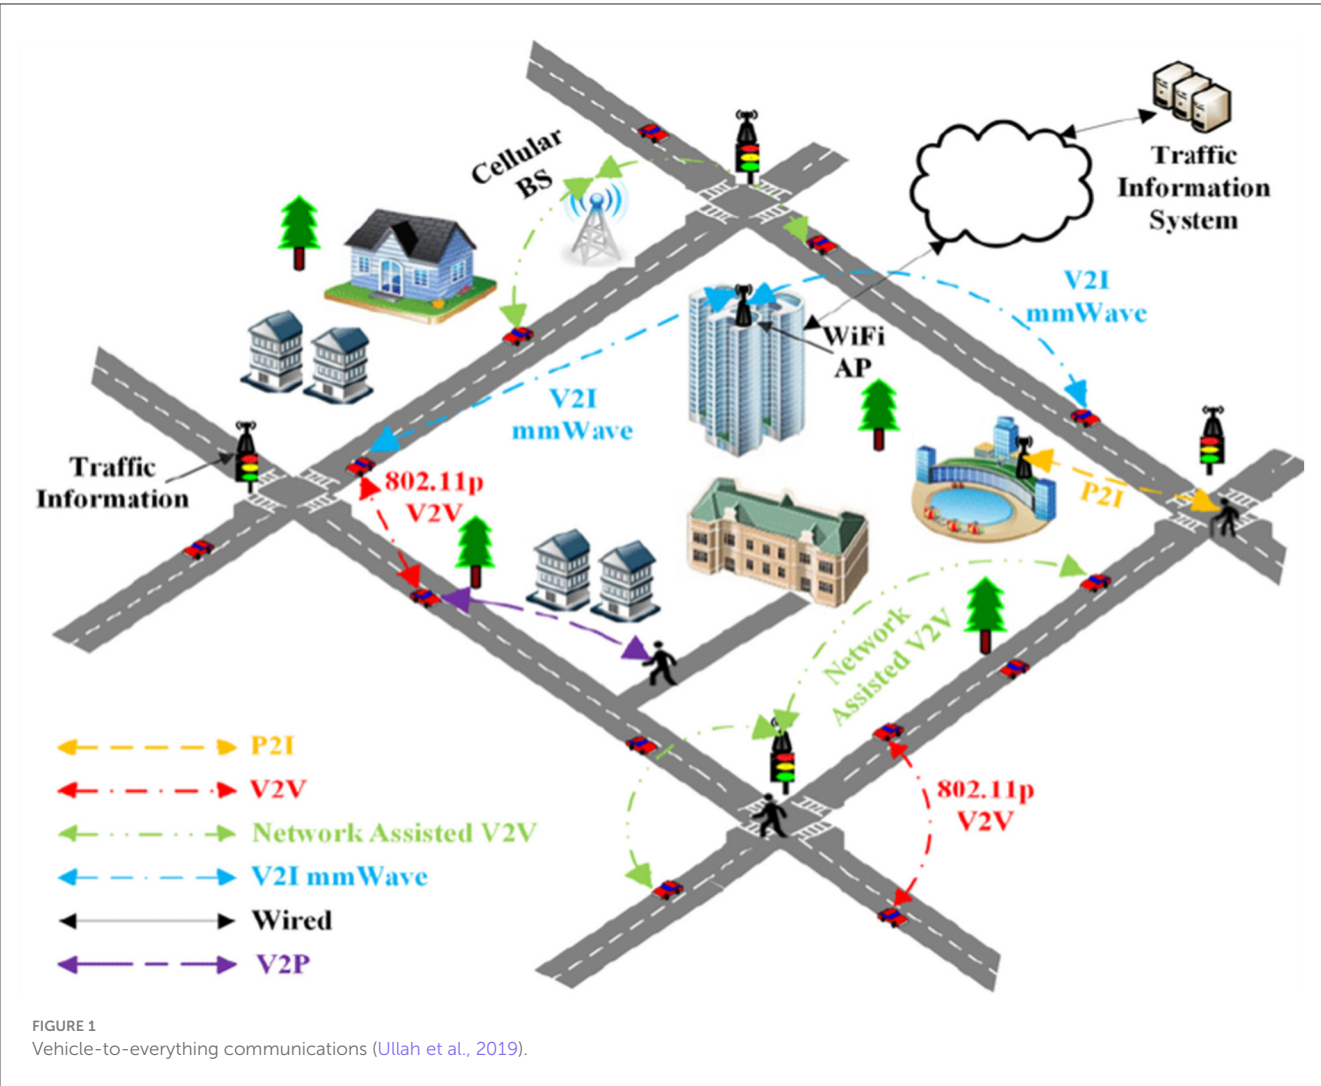 Cellular
BS
Traffic
Information
System
V2I
mmWave
WiFi
AP
V2I
mmWave
Traffic
Information
802.11p
V2V
P2I
Network
Assisted V2V
802.11p
V2V
P2I
V2V
Network Assisted V2V
V2I mmWave
Wired
V2P
FIGURE 1
Vehicle-to-everything communications (Ullah et al., 2019).